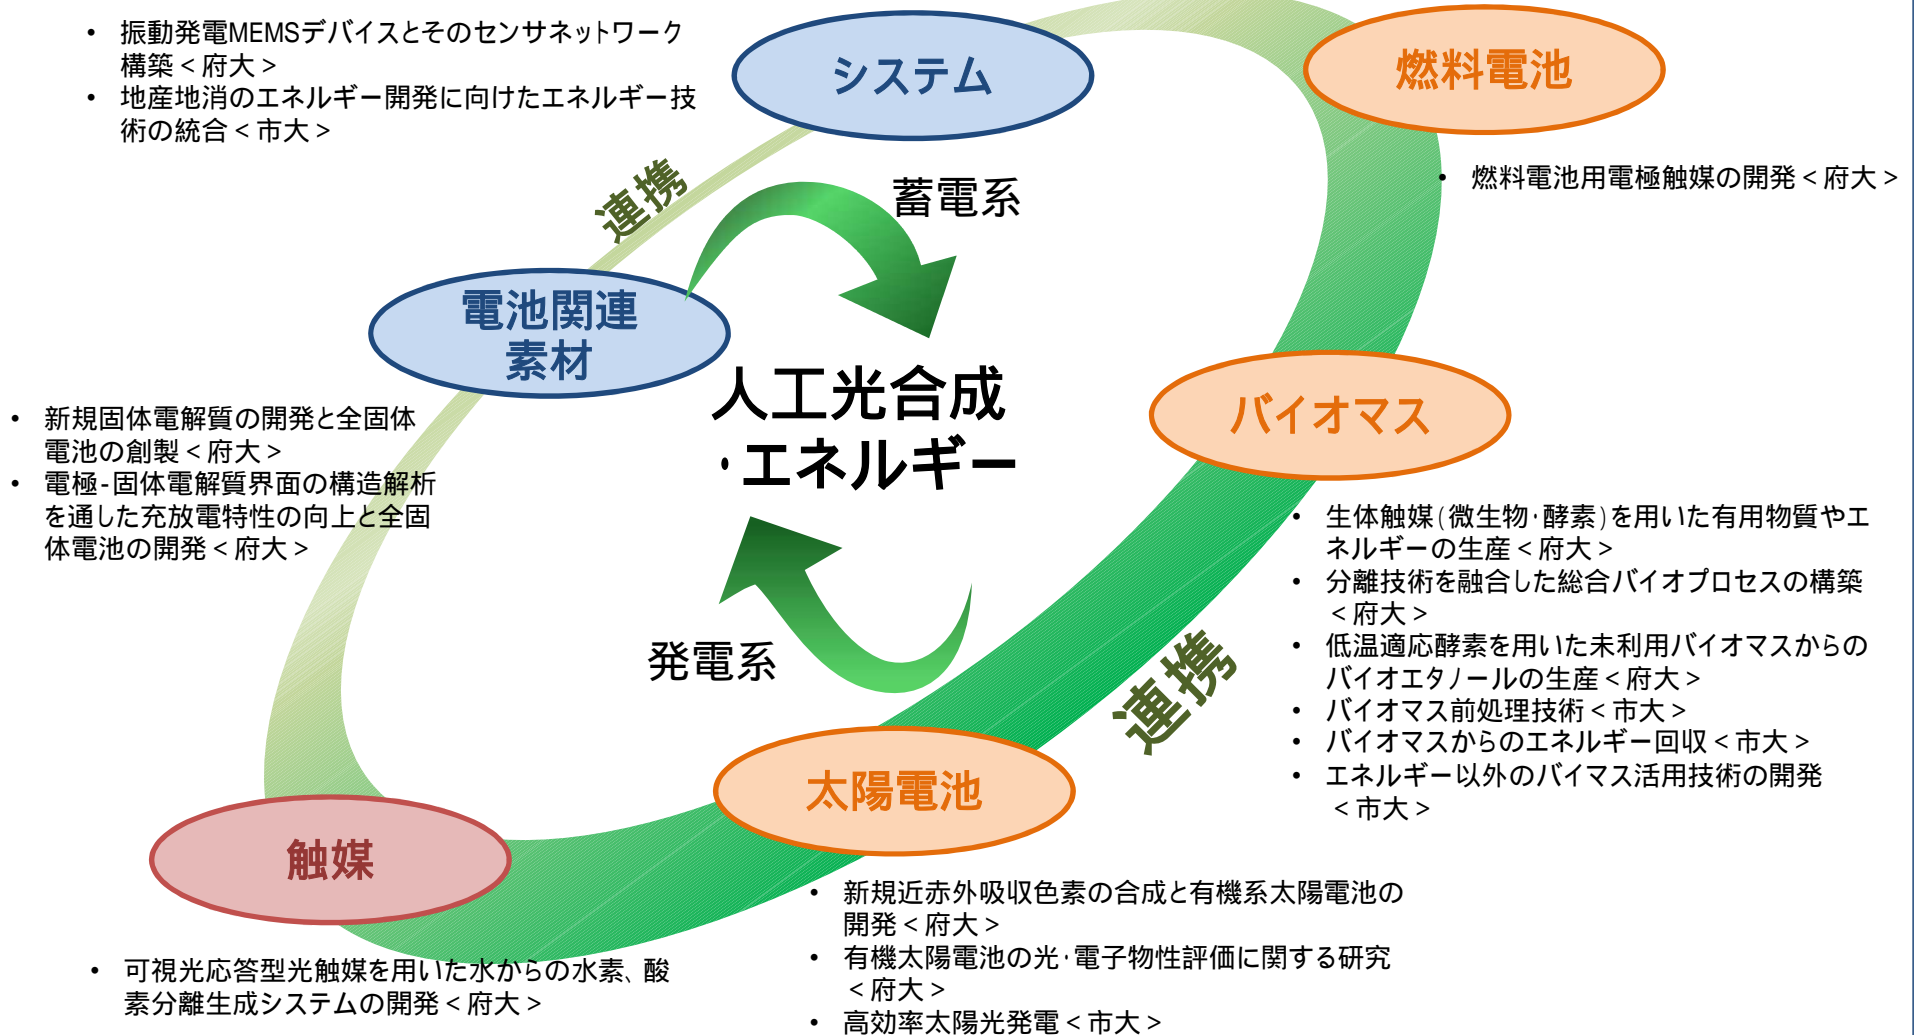 • 振動発電MEMSデバイスとそのセンサネットワーク
構築<府大>
• 地産地消のエネルギー開発に向けたエネルギー技
術の統合<市大>
システム
燃料電池
• 燃料電池用電極触媒の開発<府大>
連携
蓄電系
電池関連
素材
人工光合成
・エネルギー
バイオマス
• 新規固体電解質の開発と全固体
電池の創製<府大>
• 電極-固体電解質界面の構造解析
を通した充放電特性の向上と全固
体電池の開発<府大>
• 生体触媒(微生物・酵素)を用いた有用物質やエ
ネルギーの生産<府大>
• 分離技術を融合した総合バイオプロセスの構築
<府大>
• 低温適応酵素を用いた未利用バイオマスからの
バイオエタノールの生産<府大>
• バイオマス前処理技術<市大>
• バイオマスからのエネルギー回収<市大>
• エネルギー以外のバイマス活用技術の開発
<市大>
発電系
連携
太陽電池
触媒
• 新規近赤外吸収色素の合成と有機系太陽電池の
開発<府大>
• 有機太陽電池の光・電子物性評価に関する研究
<府大>
• 高効率太陽光発電<市大>
• 可視光応答型光触媒を用いた水からの水素、酸
素分離生成システムの開発<府大>